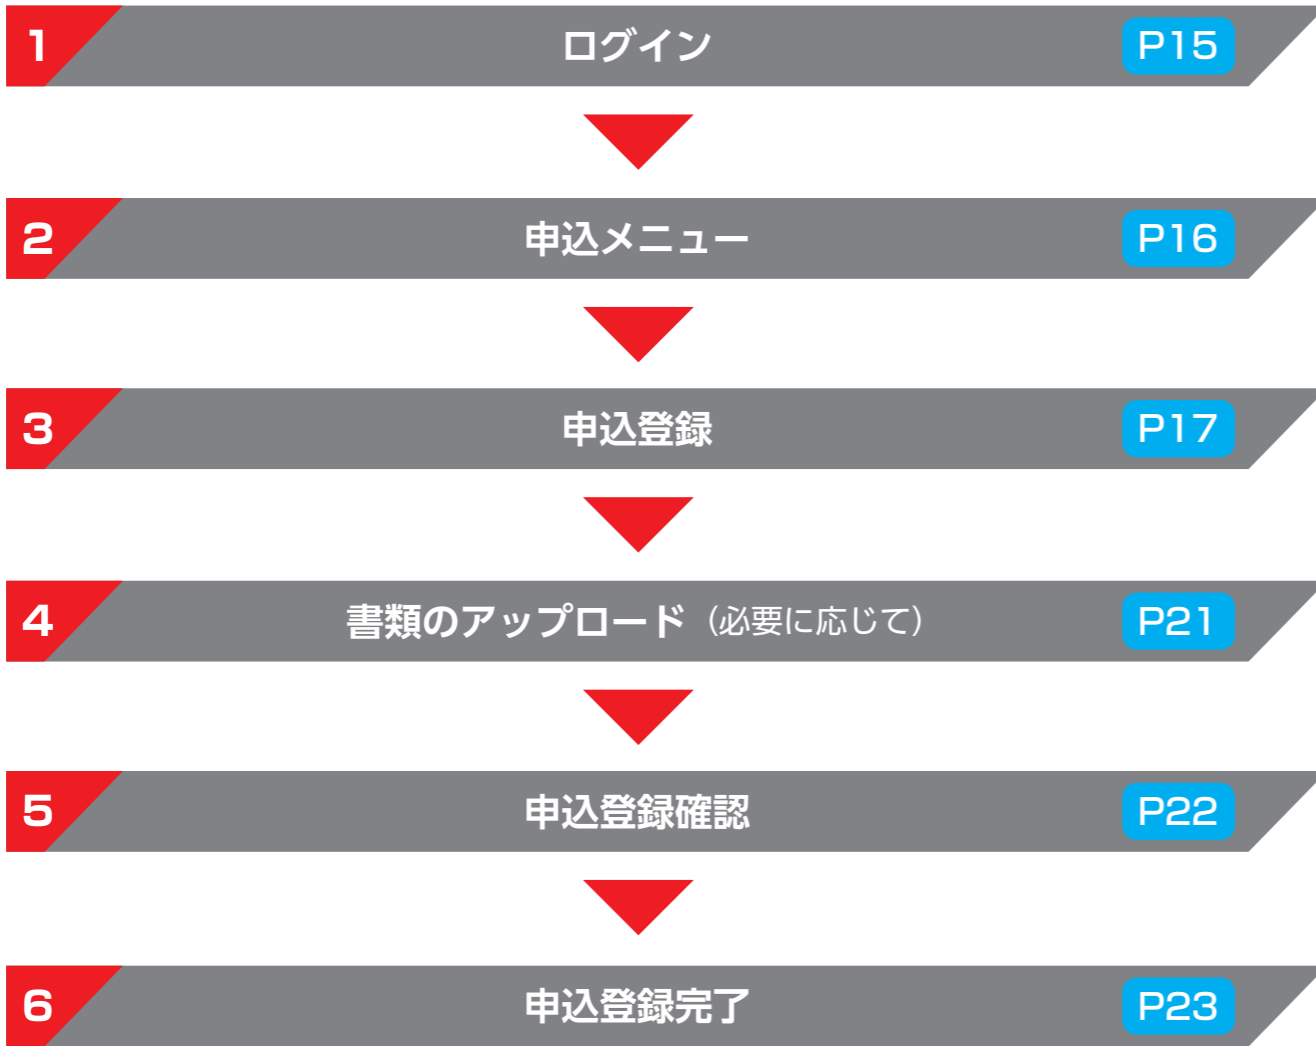 1 ログイン P15
2 申込メニュー P16
3 申込登録 P17
4 書類のアップロード（必要に応じて） P21
5 申込登録確認 P22
6 申込登録完了 P23